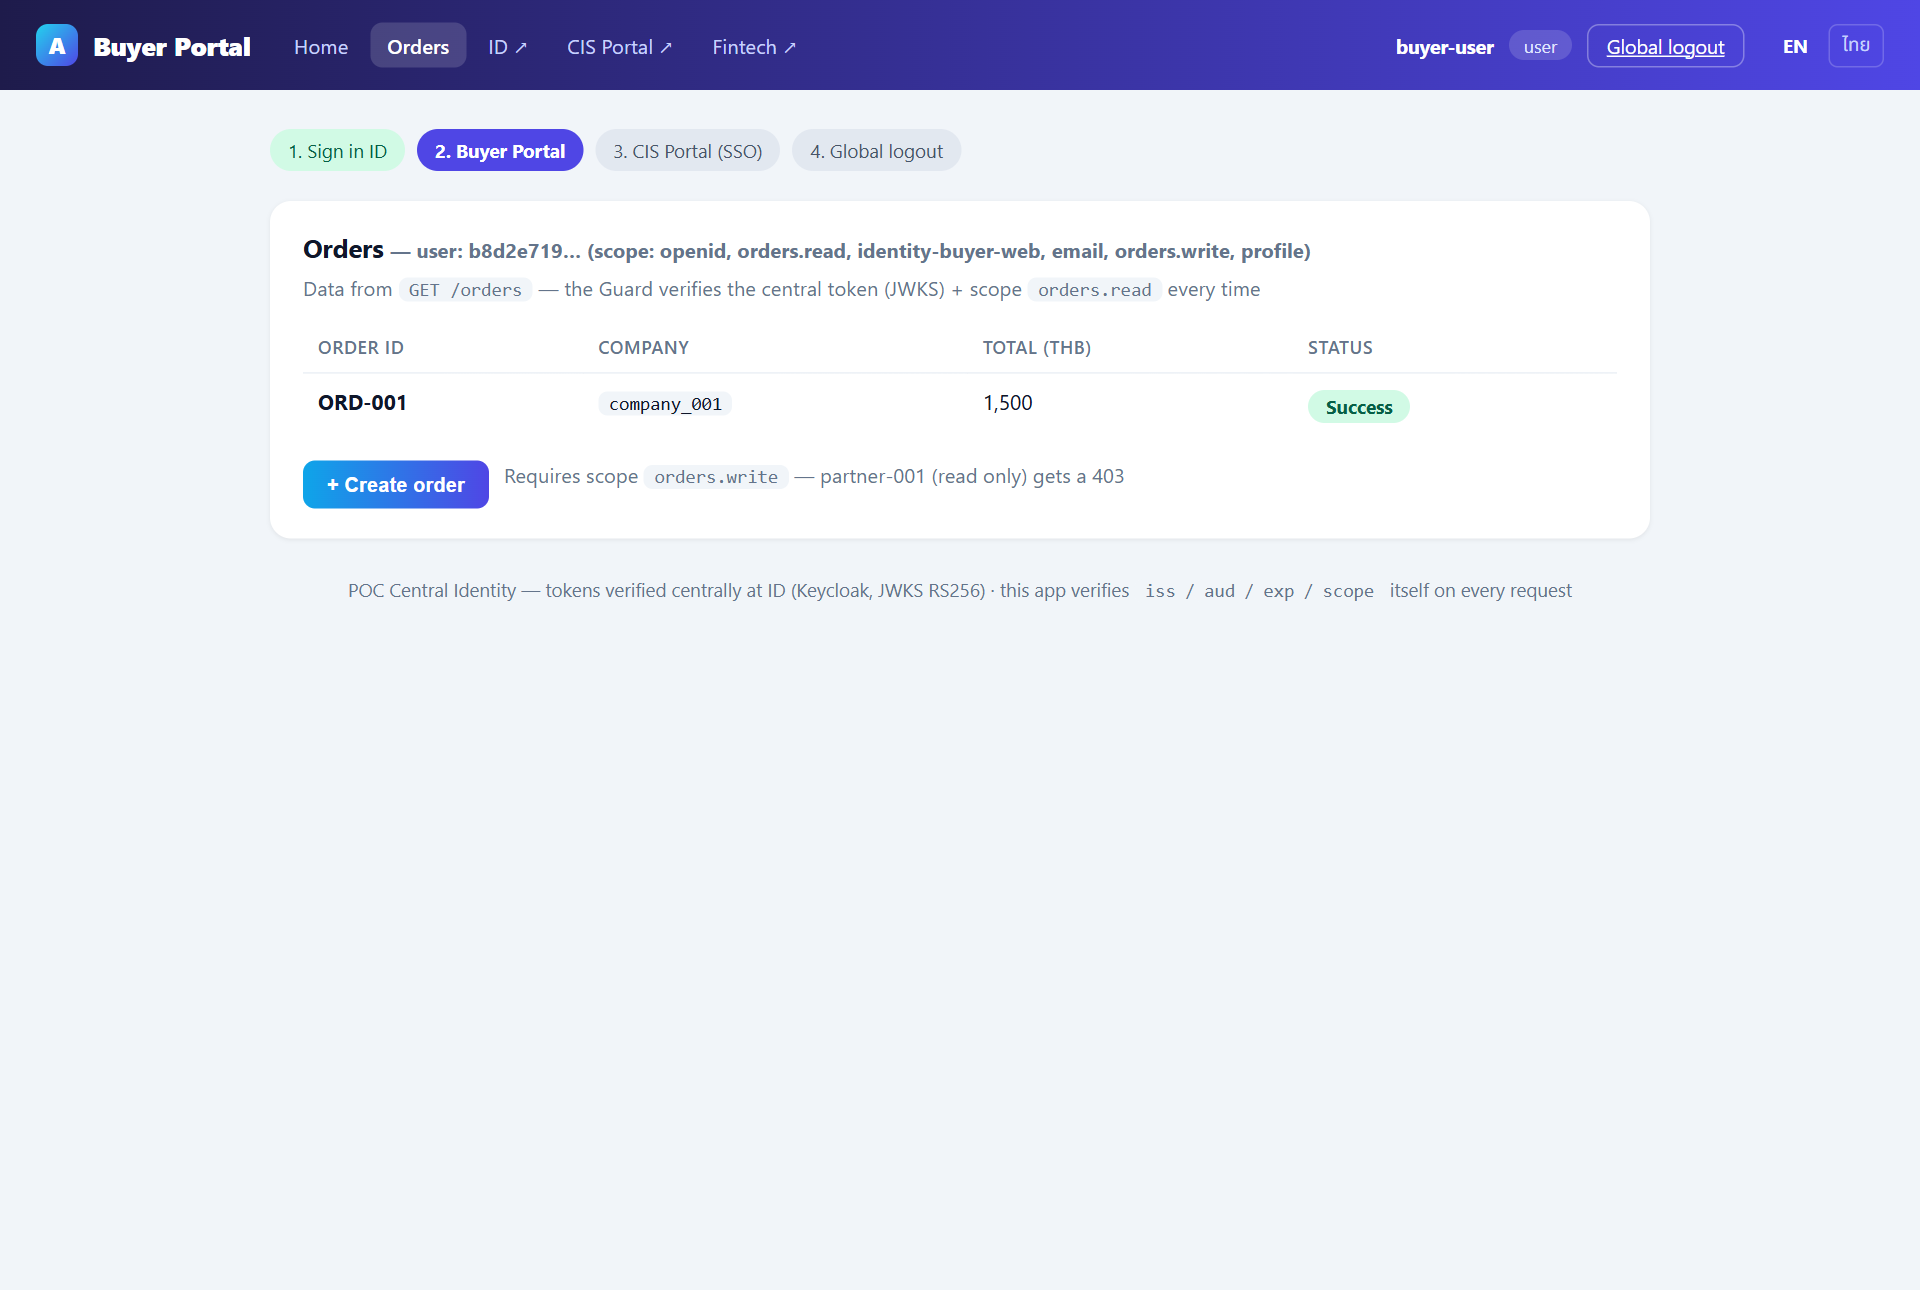 A Buyer Portal Home Orders ID ↗ CIS Portal ↗ Fintech ↗ buyer-user user Global logout EN ไทย
1. Sign in ID 2. Buyer Portal 3. CIS Portal (SSO) 4. Global logout
Orders — user: b8d2e719... (scope: openid, orders.read, identity-buyer-web, email, orders.write, profile)
Data from GET /orders — the Guard verifies the central token (JWKS) + scope orders.read every time
ORDER ID COMPANY TOTAL (THB) STATUS
ORD-001 company_001 1,500 Success
+ Create order Requires scope orders.write — partner-001 (read only) gets a 403
POC Central Identity — tokens verified centrally at ID (Keycloak, JWKS RS256) · this app verifies iss / aud / exp / scope itself on every request